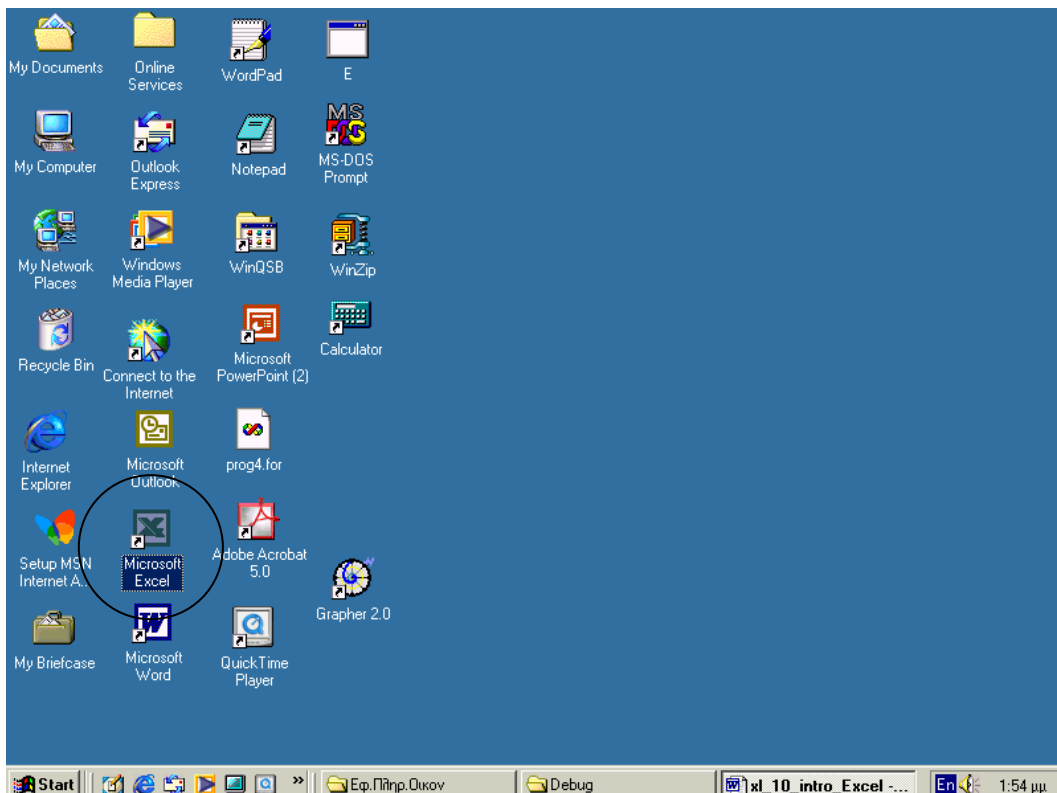 My Documents
Online
Services
WordPad
E
My Computer
Outlook
Express
Notepad
MS-DOS
Prompt
My Network
Places
Windows
Media Player
WinQSB
WinZip
Recycle Bin
Connect to the
Internet
Microsoft
PowerPoint (2)
Calculator
Internet
Explorer
Microsoft
Outlook
prog4.for
Setup MSN
Internet A...
Microsoft
Excel
Adobe Acrobat
5.0
Grapher 2.0
My Briefcase
Microsoft
Word
QuickTime
Player
Start » Εφ.Πληρ.Οικον Debug xl_10_intro_Excel -... En 1:54 μμ